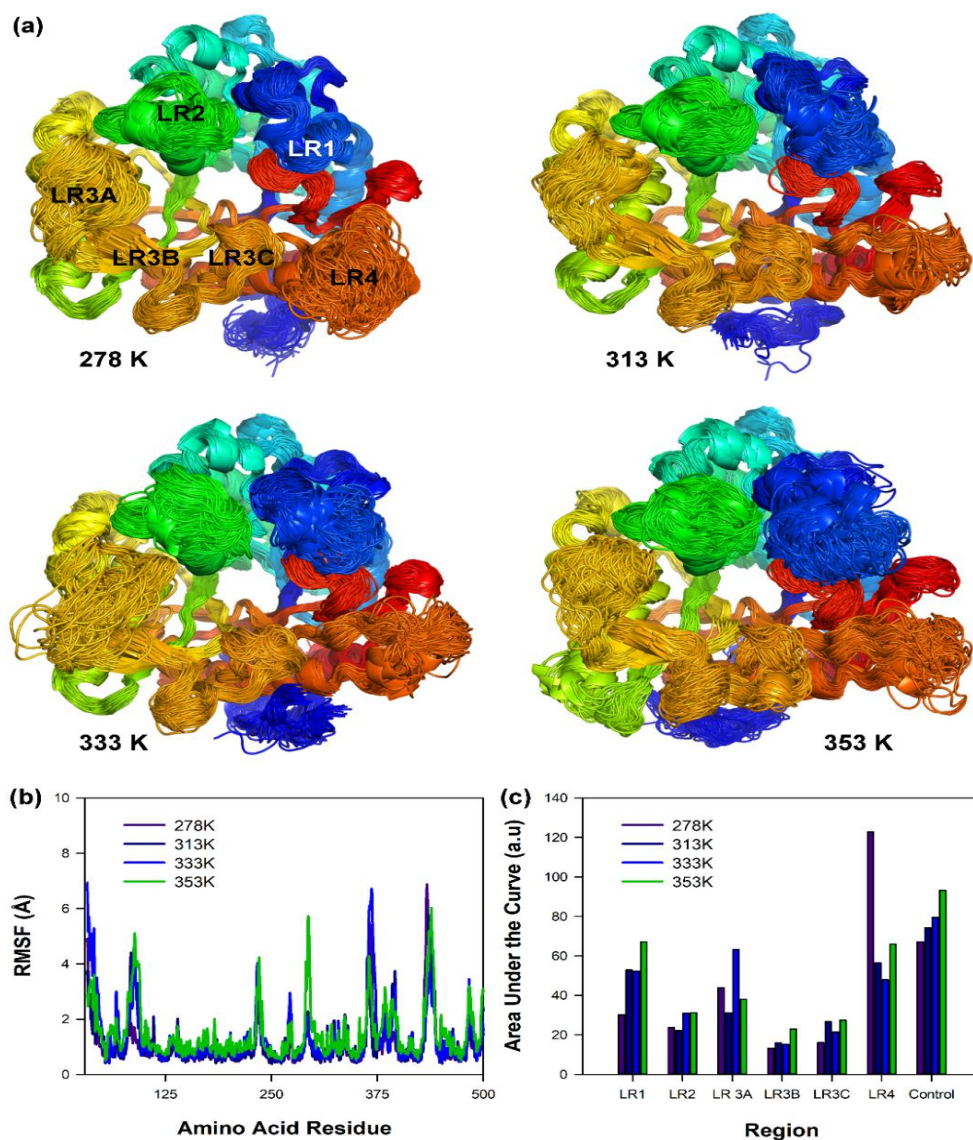 (a)
LR2
LR1
LR3A
LR3B
LR3C
LR4
278 K
313 K
333 K
353 K
(b)
10
8
6
4
2
0
RMSF (Å)
278K
313K
333K
353K
125
250
375
500
Amino Acid Residue
(c)
140
120
100
80
60
40
20
0
Area Under the Curve (a.u)
278K
313K
333K
353K
LR1
LR2
LR 3A
LR3B
LR3C
LR4
Control
Region